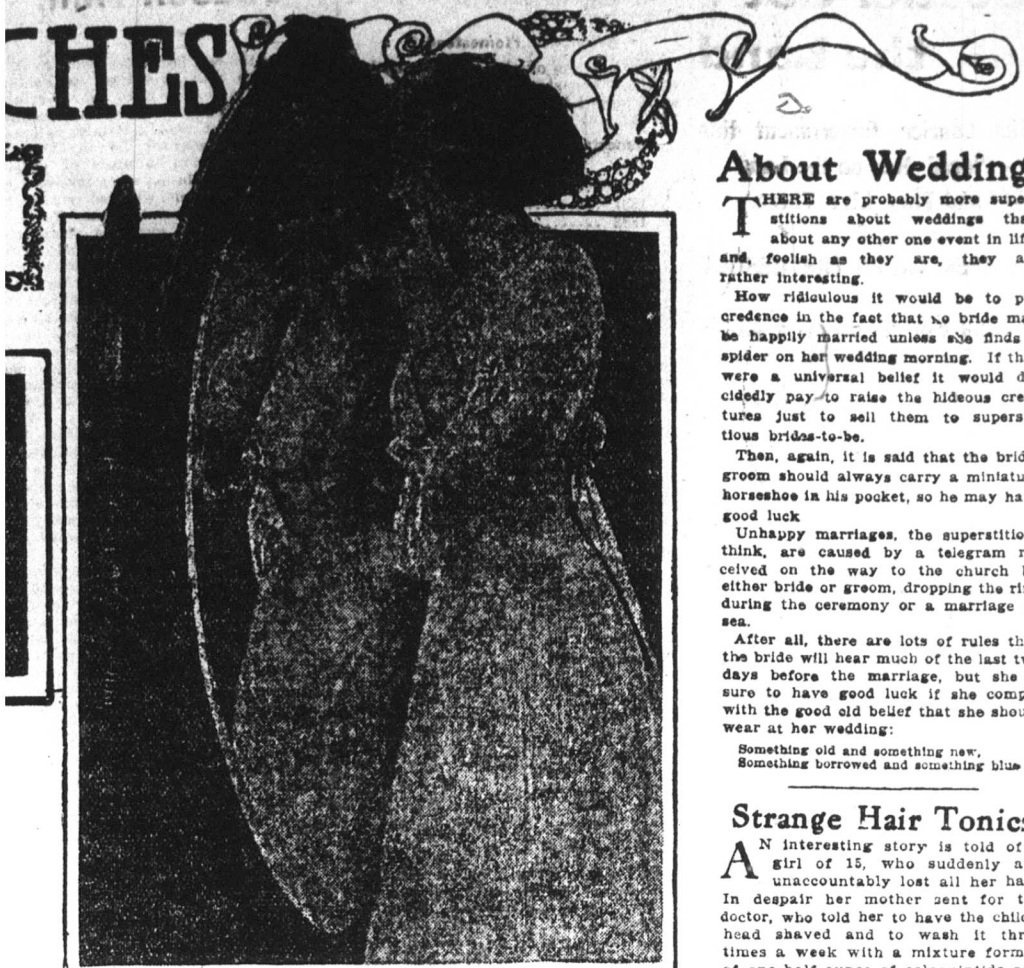 CHES
About Wedding
THERE are probably more supe
stitions about weddings tha
about any other one event in lif
and, foolish as they are, they a
rather interesting.
How ridiculous it would be to p
credence in the fact that no bride ma
be happily married unless she finds
spider on her wedding morning. If th
were a universal belief it would d
cidedly pay to raise the hideous cre
tures just to sell them to supers
tious brides-to-be.
Then, again, it is said that the brid
groom should always carry a miniatu
horseshoe in his pocket, so he may ha
good luck
Unhappy marriages, the superstitio
think, are caused by a telegram r
ceived on the way to the church
either bride or groom, dropping the ri
during the ceremony or a marriage
sea.
After all, there are lots of rules th
the bride will hear much of the last tw
days before the marriage, but she
sure to have good luck if she comp
with the good old belief that she shou
wear at her wedding:
Something old and something new,
Something borrowed and something blue
Strange Hair Tonics
AN interesting story is told of
girl of 15, who suddenly a
unaccountably lost all her ha
In despair her mother sent for t
doctor, who told her to have the child
head shaved and to wash it thr
times a week with a mixture form